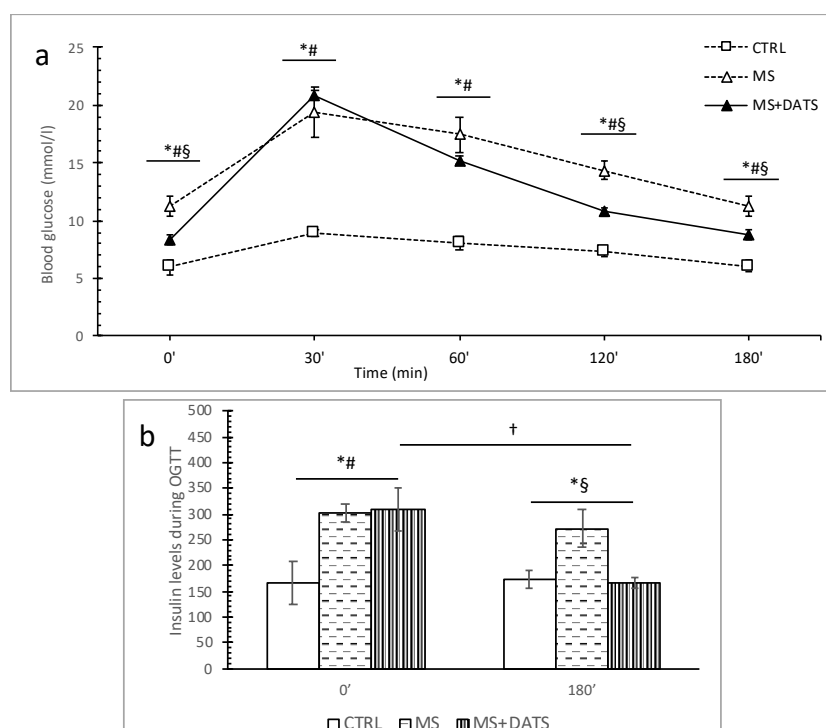 a
Blood glucose (mmol/l)
25
20
15
10
5
0
*#§
*#
*#
*#§
*#§
CTRL
MS
MS+DATS
0' 30' 60' 120' 180'
Time (min)
b
Insulin levels during OGTT
500
450
400
350
300
250
200
150
100
50
0
*#
†
*§
0' 180'
CTRL MS MS+DATS